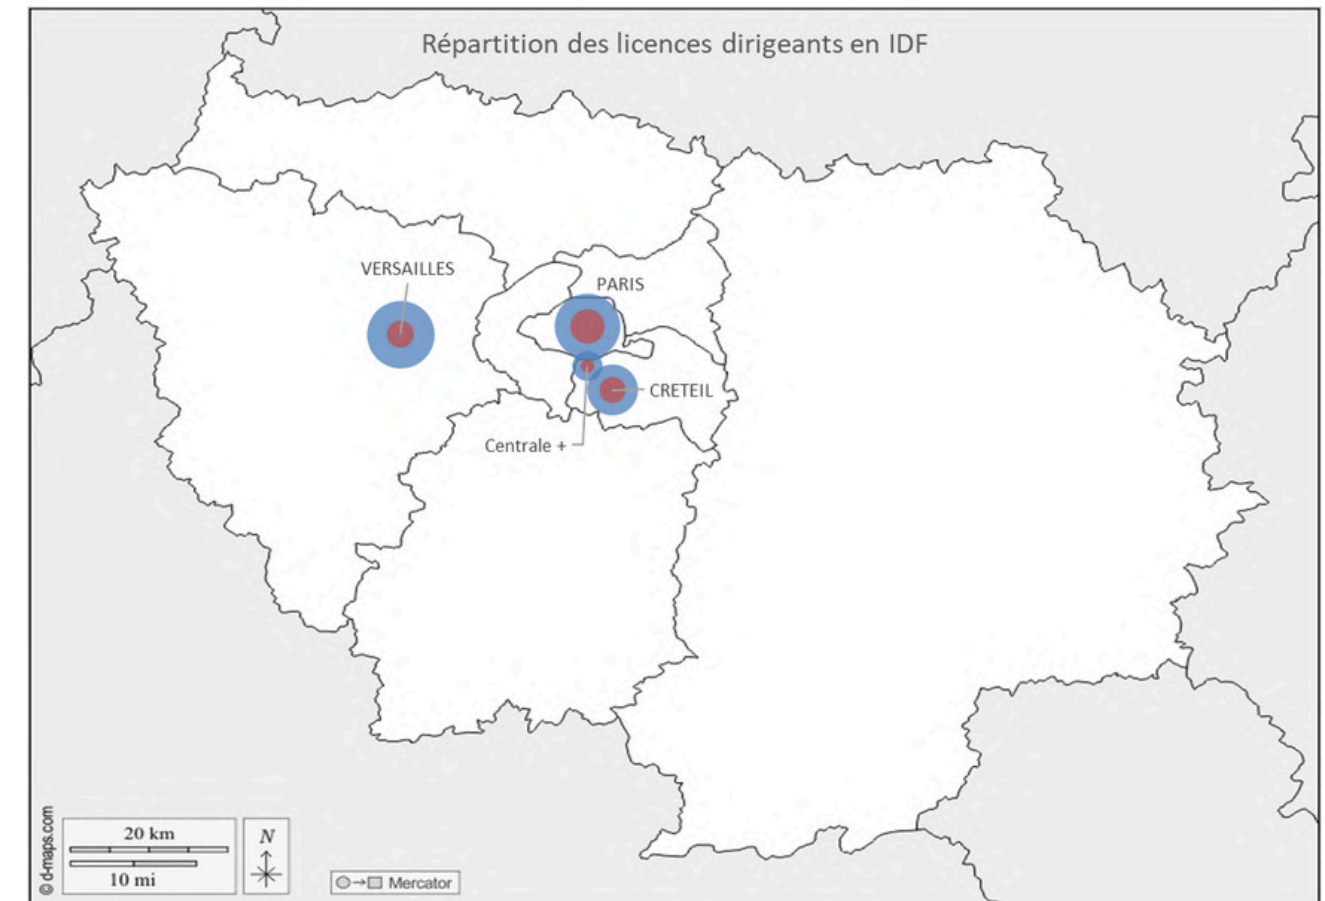 Répartition des licences dirigeants en IDF
VERSAILLES
PARIS
CRETEIL
Centrale +
© d-maps.com
20 km
10 mi
N
Mercator